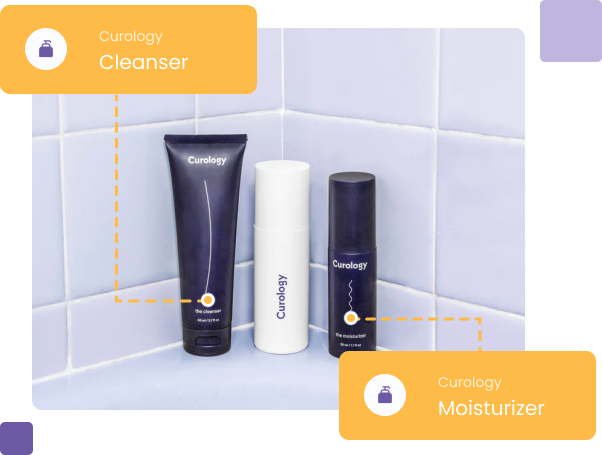 Curology
Cleanser
Curology
the cleanser
Curology
Curology
the moisturizer
Curology
Moisturizer